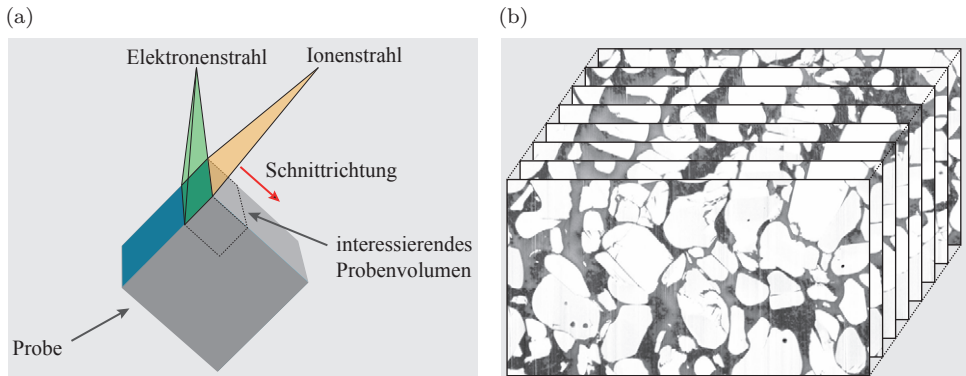 (a)
Elektronenstrahl
Ionenstrahl
Schnittrichtung
interessierendes
Probenvolumen
Probe
(b)